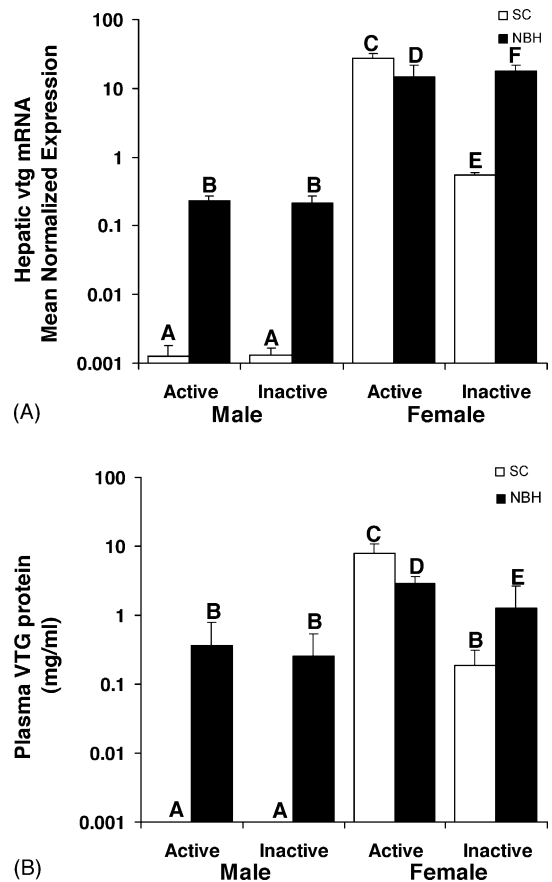 SC
NBH
Hepatic vtg mRNA
Mean Normalized Expression
100
10
1
0.1
0.01
0.001
A
B
A
B
C
D
E
F
Active
Inactive
Active
Inactive
Male
Female
(A)
SC
NBH
Plasma VTG protein
(mg/ml)
100
10
1
0.1
0.01
0.001
A
B
A
B
C
D
B
E
Active
Inactive
Active
Inactive
Male
Female
(B)